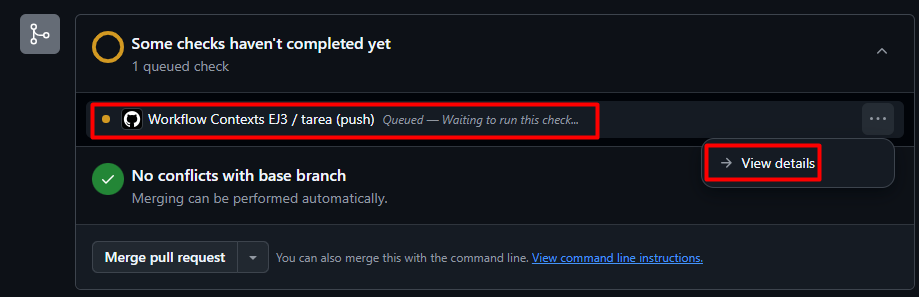 Some checks haven't completed yet
1 queued check
Workflow Contexts EJ3 / tarea (push) Queued — Waiting to run this check...
View details
No conflicts with base branch
Merging can be performed automatically.
Merge pull request
You can also merge this with the command line. View command line instructions.